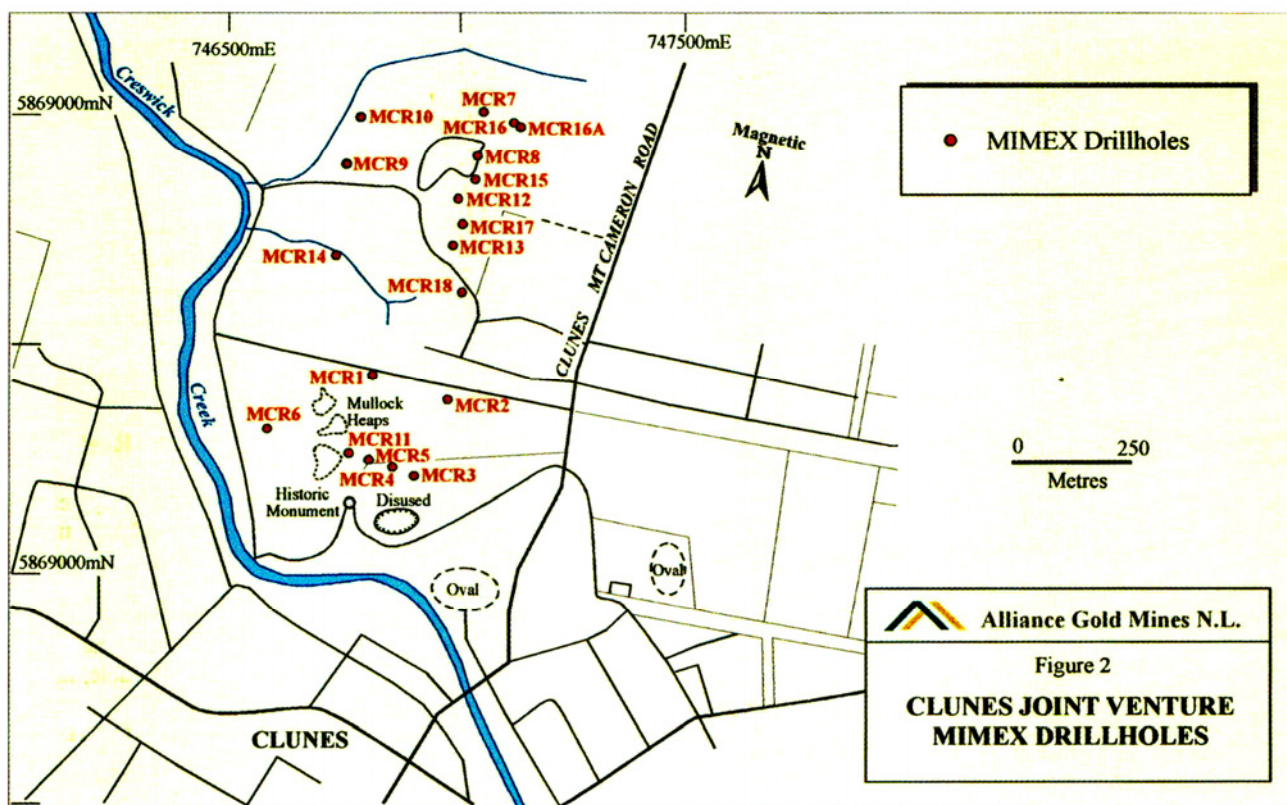 746500mE
747500mE
5869000mN
Creswick
Creek
MCR10
MCR7
MCR16
MCR16A
MCR9
MCR8
MCR15
MCR12
MCR17
MCR13
MCR14
MCR18
CLUNES MT CAMERON ROAD
Magnetic
N
MIMEX Drillholes
MCR1
Mullock
Heaps
MCR2
MCR6
MCR11
MCR5
MCR4
MCR3
Historic
Monument
Disused
0 250
Metres
5869000mN
Oval
Oval
CLUNES
Alliance Gold Mines N.L.
Figure 2
CLUNES JOINT VENTURE
MIMEX DRILLHOLES